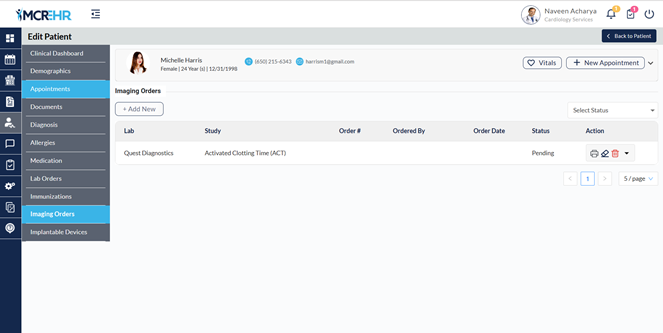 MCREHR
Naveen Acharya
Cardiology Services
3
1
Edit Patient
Back to Patient
Clinical Dashboard
Demographics
Appointments
Documents
Diagnosis
Allergies
Medication
Lab Orders
Immunizations
Imaging Orders
Implantable Devices
Michelle Harris
Female | 24 Year (s) | 12/31/1998
(650) 215-6343
harrism1@gmail.com
Vitals
+ New Appointment
Imaging Orders
+ Add New
Select Status
Lab Study Order # Ordered By Order Date Status Action
Quest Diagnostics Activated Clotting Time (ACT) Pending
< 1 > 5 / page